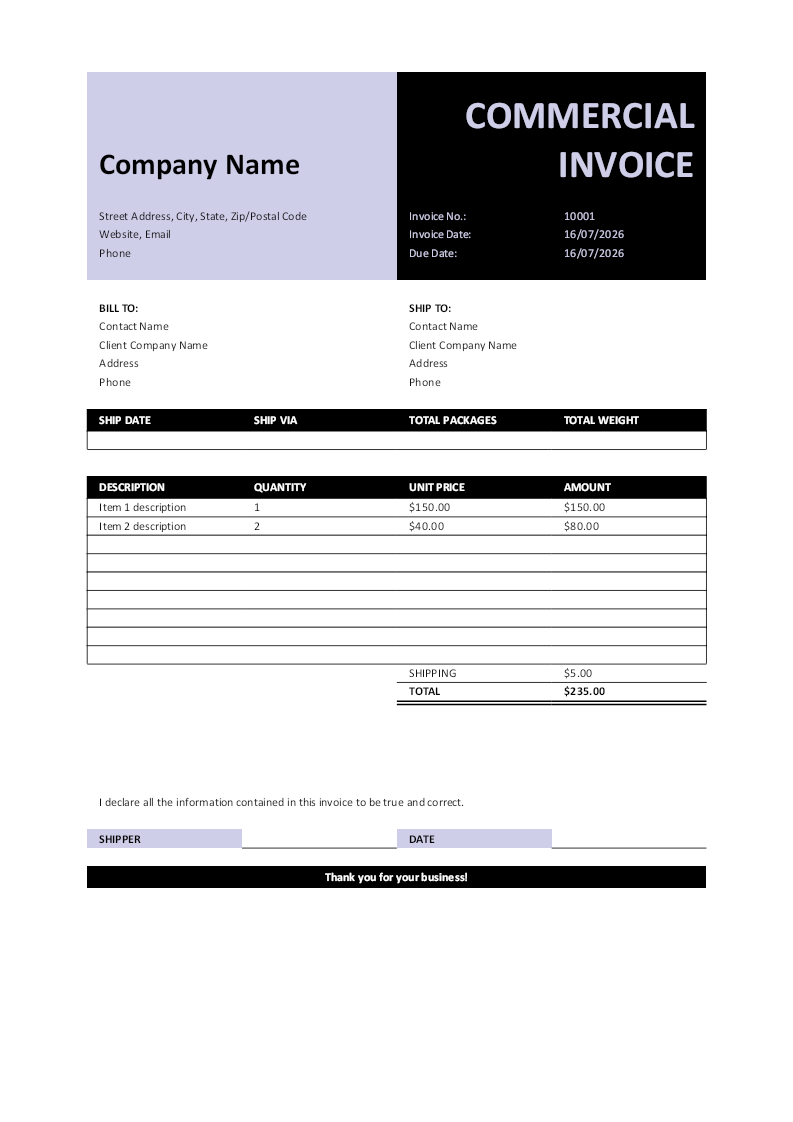 COMMERCIAL
INVOICE
Company Name
Street Address, City, State, Zip/Postal Code
Website, Email
Phone
Invoice No.: 10001
Invoice Date: 16/07/2026
Due Date: 16/07/2026
BILL TO:
Contact Name
Client Company Name
Address
Phone
SHIP TO:
Contact Name
Client Company Name
Address
Phone
SHIP DATE SHIP VIA TOTAL PACKAGES TOTAL WEIGHT
DESCRIPTION QUANTITY UNIT PRICE AMOUNT
Item 1 description 1 $150.00 $150.00
Item 2 description 2 $40.00 $80.00
SHIPPING $5.00
TOTAL $235.00
I declare all the information contained in this invoice to be true and correct.
SHIPPER DATE
Thank you for your business!